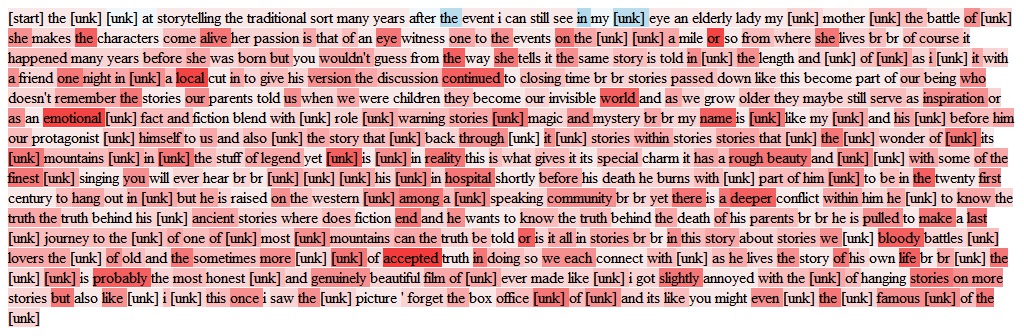 [start] the [unk] [unk] at storytelling the traditional sort many years after the event i can still see in my [unk] eye an elderly lady my [unk] mother [unk] the battle of [unk]
she makes the characters come alive her passion is that of an eye witness one to the events on the [unk] [unk] a mile or so from where she lives br br of course it
happened many years before she was born but you wouldn't guess from the way she tells it the same story is told in [unk] the length and [unk] of [unk] as i [unk] it with
a friend one night in [unk] a local cut in to give his version the discussion continued to closing time br br stories passed down like this become part of our being who
doesn't remember the stories our parents told us when we were children they become our invisible world and as we grow older they maybe still serve as inspiration or
as an emotional [unk] fact and fiction blend with [unk] role [unk] warning stories [unk] magic and mystery br br my name is [unk] like my [unk] and his [unk] before him
our protagonist [unk] himself to us and also [unk] the story that [unk] back through [unk] it [unk] stories within stories stories that [unk] the [unk] wonder of [unk] its
[unk] mountains [unk] in [unk] the stuff of legend yet [unk] is [unk] in reality this is what gives it its special charm it has a rough beauty and [unk] [unk] with some of the
finest [unk] singing you will ever hear br br [unk] [unk] [unk] his [unk] in hospital shortly before his death he burns with [unk] part of him [unk] to be in the twenty first
century to hang out in [unk] but he is raised on the western [unk] among a [unk] speaking community br br yet there is a deeper conflict within him he [unk] to know the
truth the truth behind his [unk] ancient stories where does fiction end and he wants to know the truth behind the death of his parents br br he is pulled to make a last
[unk] journey to the [unk] of one of [unk] most [unk] mountains can the truth be told or is it all in stories br br in this story about stories we [unk] bloody battles [unk]
lovers the [unk] of old and the sometimes more [unk] [unk] of accepted truth in doing so we each connect with [unk] as he lives the story of his own life br br [unk] the
[unk] [unk] is probably the most honest [unk] and genuinely beautiful film of [unk] ever made like [unk] i got slightly annoyed with the [unk] of hanging stories on more
stories but also like [unk] i [unk] this once i saw the [unk] picture ' forget the box office [unk] of [unk] and its like you might even [unk] the [unk] famous [unk] of the
[unk]